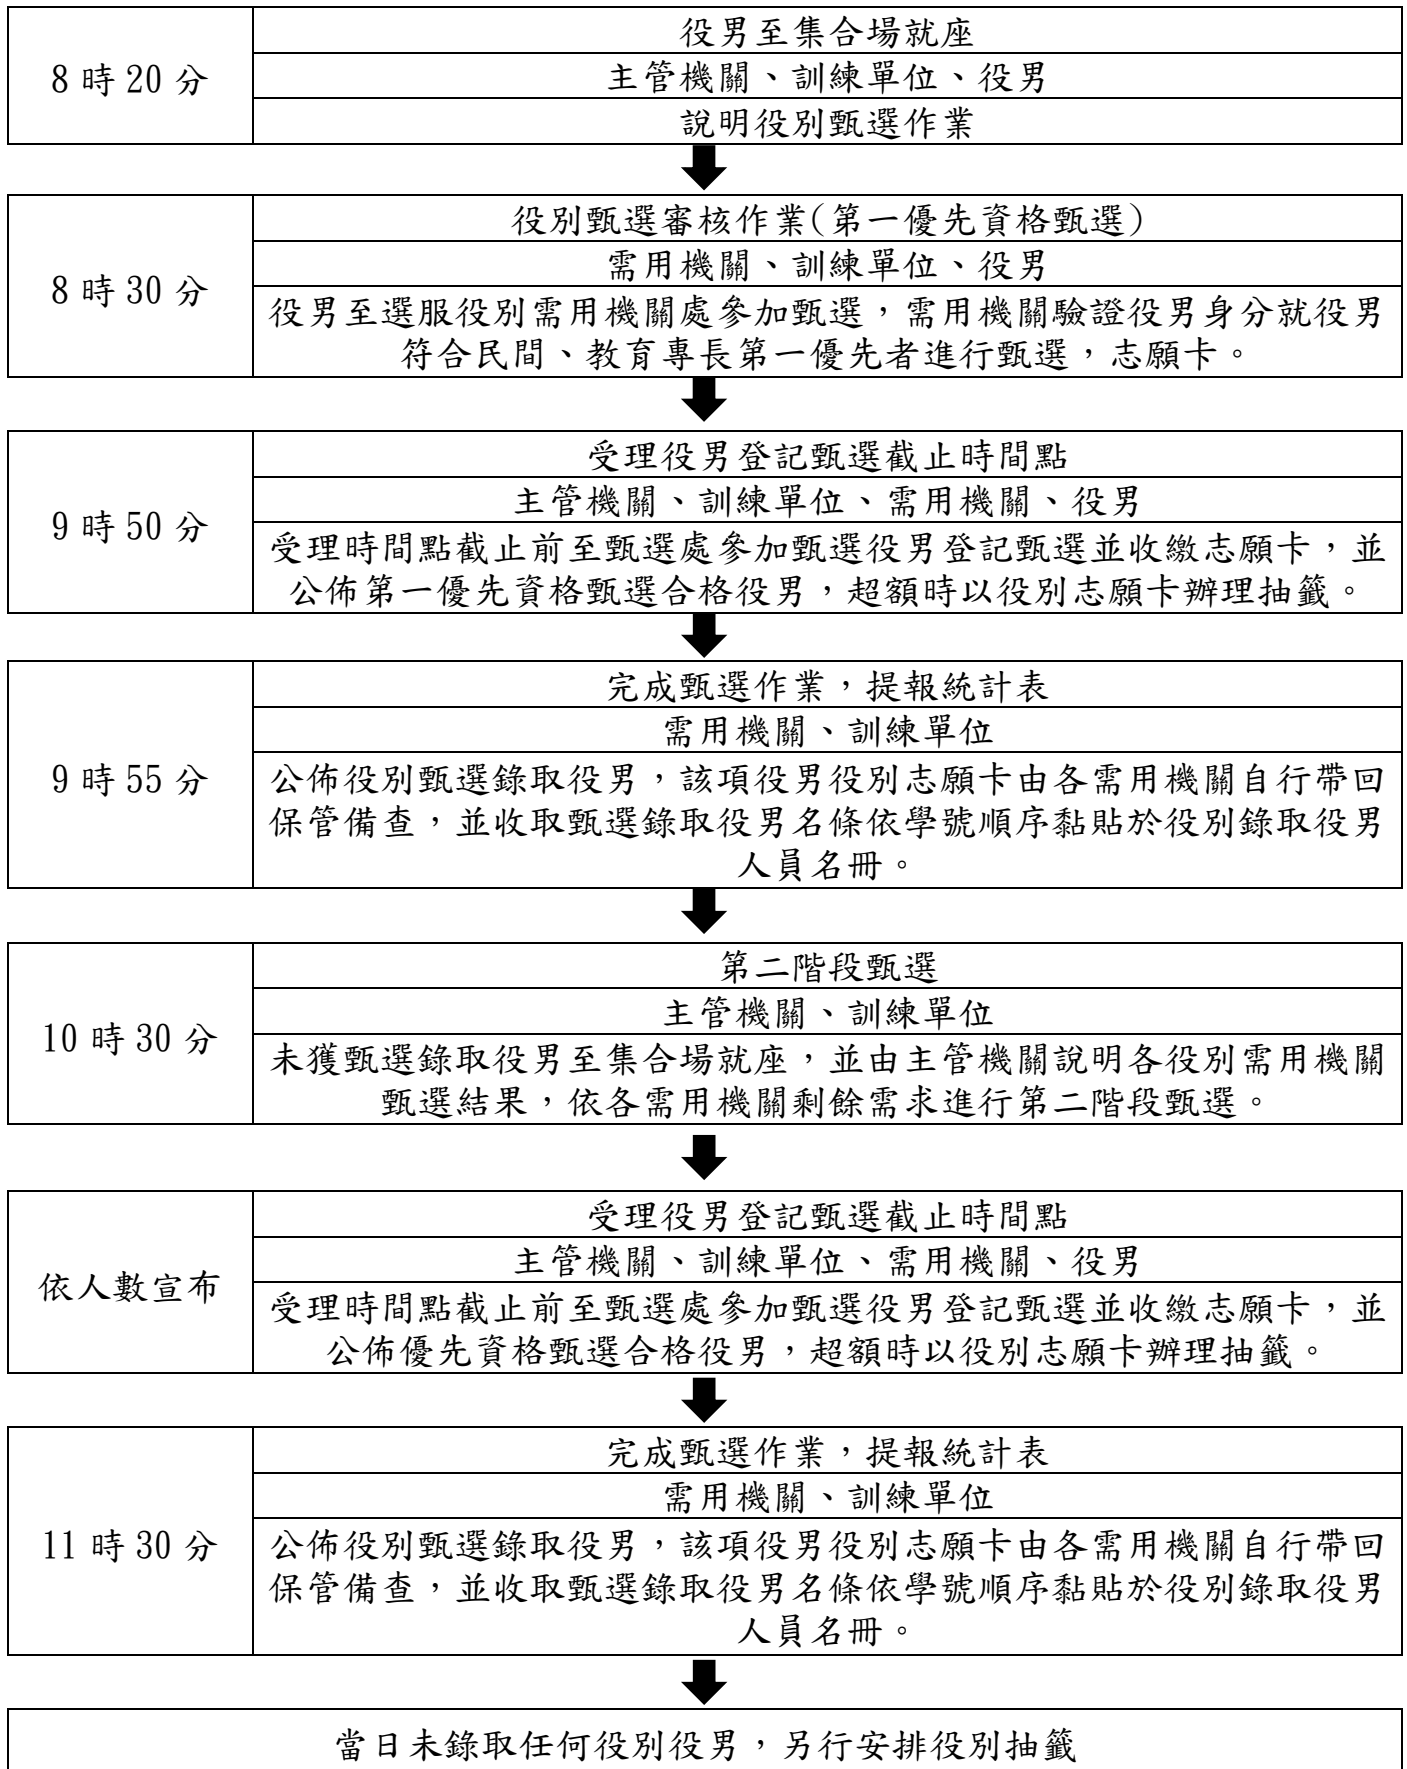 8時20分
役男至集合場就座
主管機關、訓練單位、役男
說明役別甄選作業
8時30分
役別甄選審核作業(第一優先資格甄選)
需用機關、訓練單位、役男
役男至選服役別需用機關處參加甄選，需用機關驗證役男身分就役男
符合民間、教育專長第一優先者進行甄選，志願卡。
9時50分
受理役男登記甄選截止時間點
主管機關、訓練單位、需用機關、役男
受理時間點截止前至甄選處參加甄選役男登記甄選並收繳志願卡，並
公佈第一優先資格甄選合格役男，超額時以役別志願卡辦理抽籤。
9時55分
完成甄選作業，提報統計表
需用機關、訓練單位
公佈役別甄選錄取役男，該項役男役別志願卡由各需用機關自行帶回
保管備查，並收取甄選錄取役男名條依學號順序黏貼於役別錄取役男
人員名冊。
10時30分
第二階段甄選
主管機關、訓練單位
未獲甄選錄取役男至集合場就座，並由主管機關說明各役別需用機關
甄選結果，依各需用機關剩餘需求進行第二階段甄選。
依人數宣布
受理役男登記甄選截止時間點
主管機關、訓練單位、需用機關、役男
受理時間點截止前至甄選處參加甄選役男登記甄選並收繳志願卡，並
公佈優先資格甄選合格役男，超額時以役別志願卡辦理抽籤。
11時30分
完成甄選作業，提報統計表
需用機關、訓練單位
公佈役別甄選錄取役男，該項役男役別志願卡由各需用機關自行帶回
保管備查，並收取甄選錄取役男名條依學號順序黏貼於役別錄取役男
人員名冊。
當日未錄取任何役別役男，另行安排役別抽籤